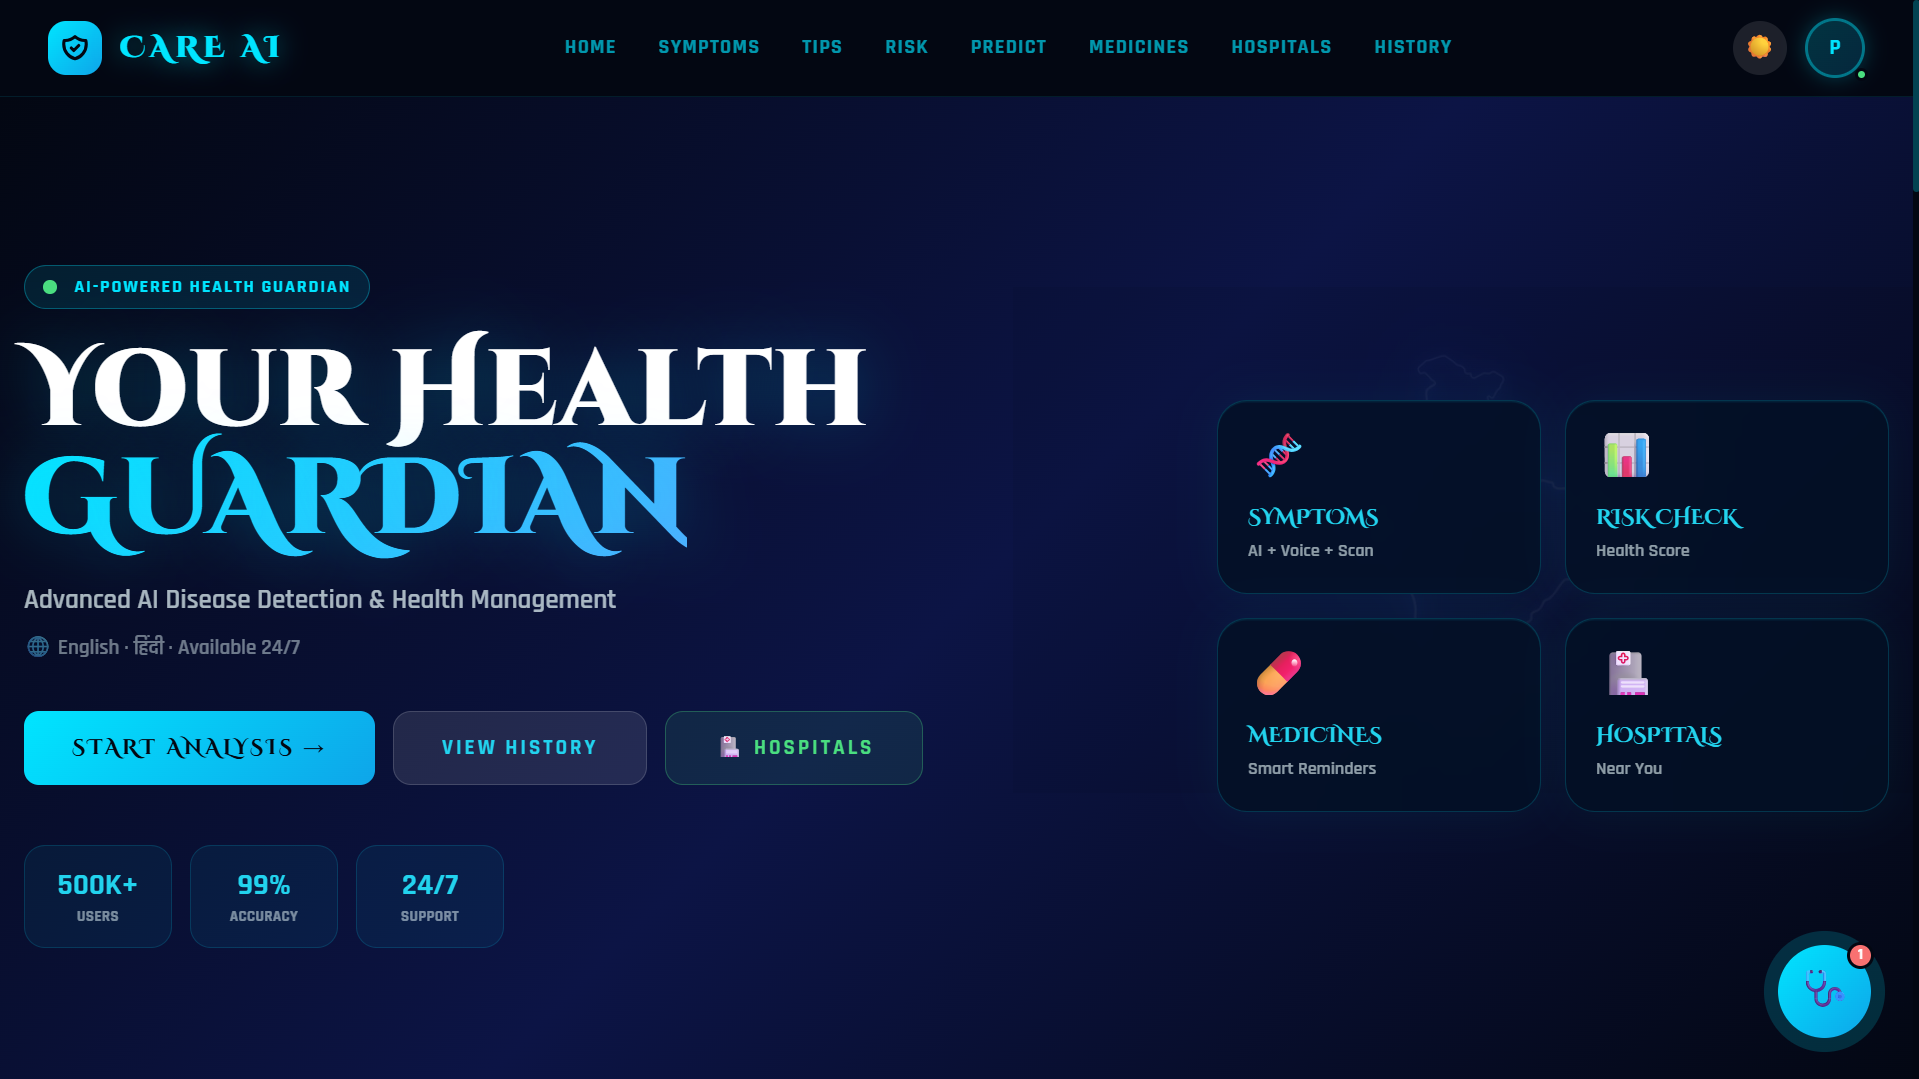 CARE AI
HOME SYMPTOMS TIPS RISK PREDICT MEDICINES HOSPITALS HISTORY
P
AI-POWERED HEALTH GUARDIAN
YOUR HEALTH
GUARDIAN
Advanced AI Disease Detection & Health Management
English · हिंदी · Available 24/7
START ANALYSIS →
VIEW HISTORY
HOSPITALS
500K+
USERS
99%
ACCURACY
24/7
SUPPORT
SYMPTOMS
AI + Voice + Scan
RISK CHECK
Health Score
MEDICINES
Smart Reminders
HOSPITALS
Near You
1